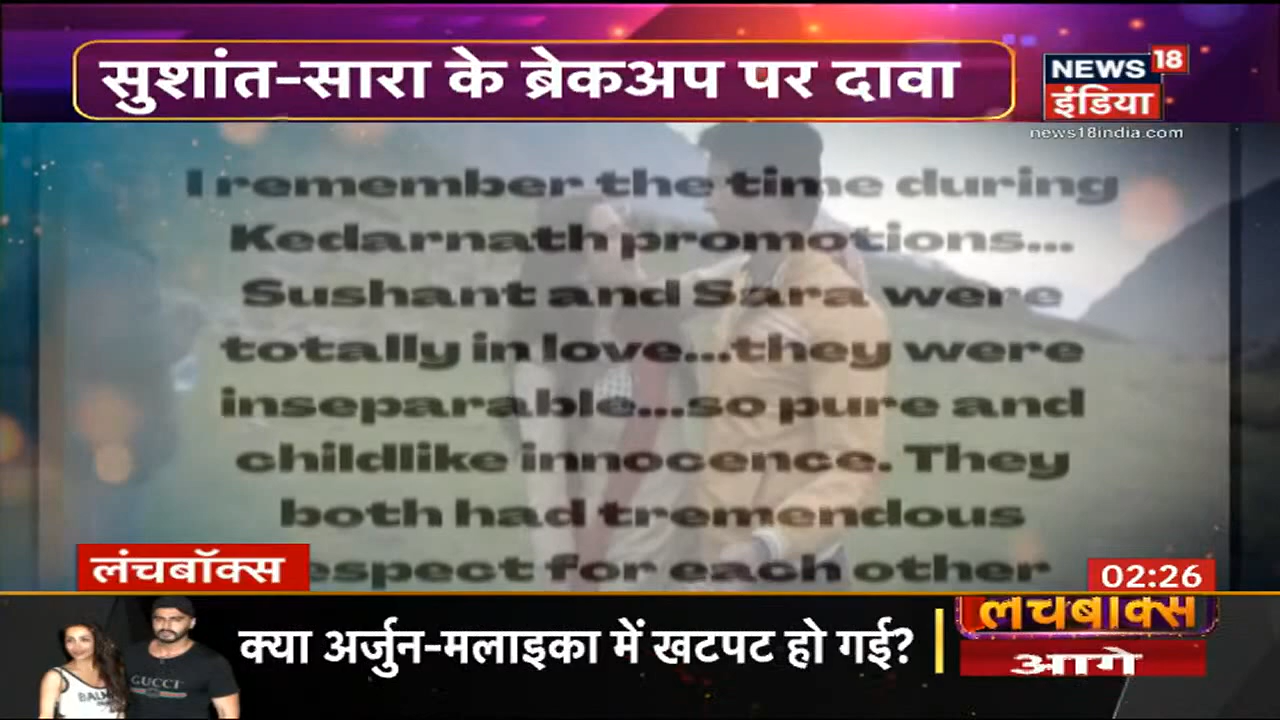 सुशांत-सारा के ब्रेकअप पर दावा
NEWS 18
इंडिया
news18india.com
I remember the time during
Kedarnath promotions...
Sushant and Sara were
totally in love...they were
inseparable...so pure and
childlike innocence. They
both had tremendous
espect for each other
लंचबॉक्स
02:26
क्या अर्जुन-मलाइका में खटपट हो गई?
लंचबॉक्स
आगे
GUCCI